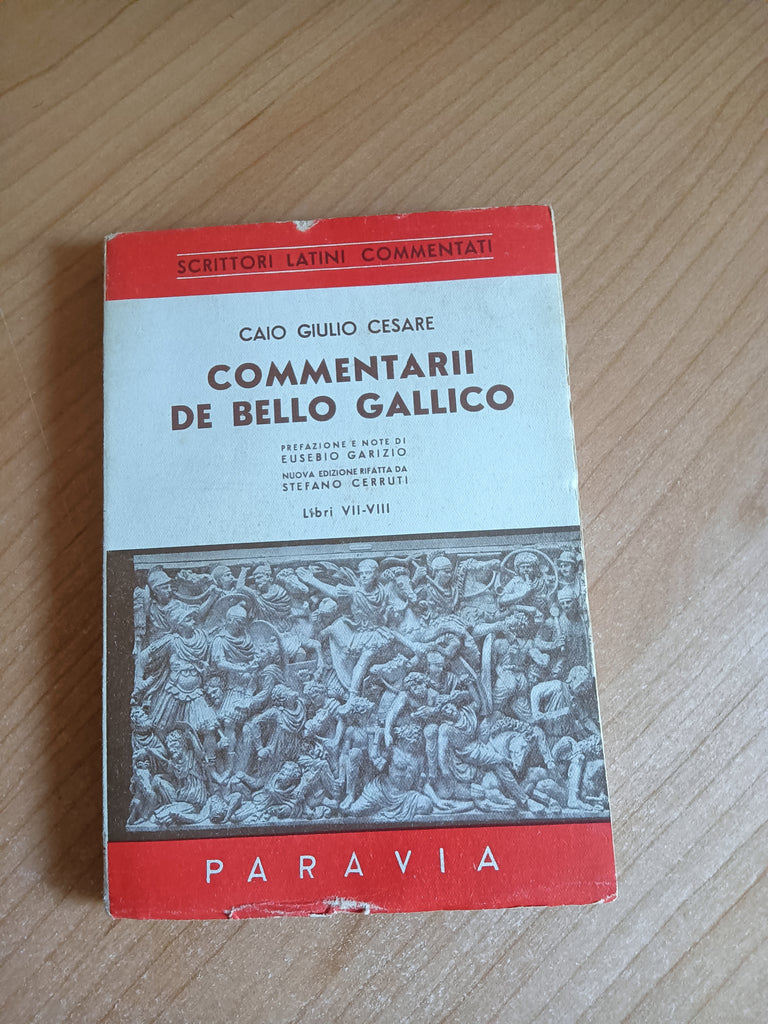 SCRITTORI LATINI COMMENTATI
CAIO GIULIO CESARE
COMMENTARII
DE BELLO GALLICO
PREFAZIONE E NOTE DI
EUSEBIO GARIZIO
NUOVA EDIZIONE RIFATTA DA
STEFANO CERRUTI
Libri VII-VIII
PARAVIA